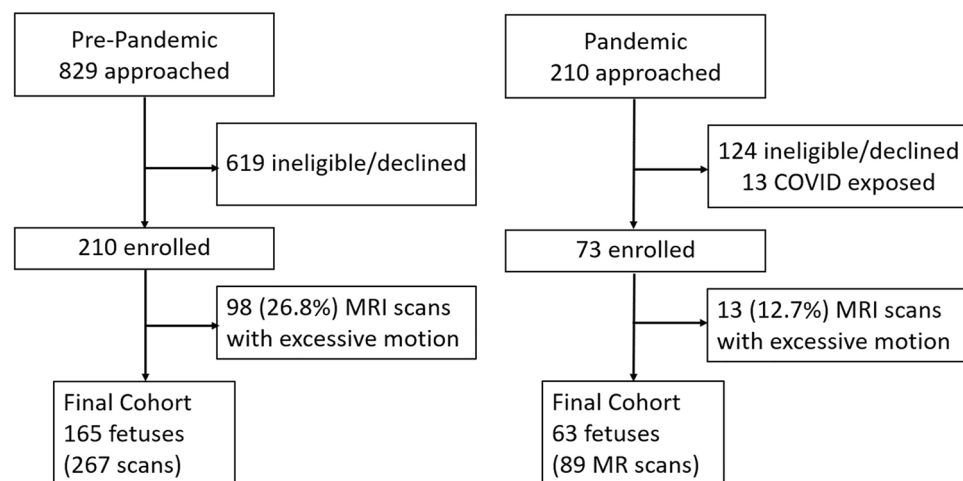 Pre-Pandemic
829 approached
619 ineligible/declined
210 enrolled
98 (26.8%) MRI scans
with excessive motion
Final Cohort
165 fetuses
(267 scans)
Pandemic
210 approached
124 ineligible/declined
13 COVID exposed
73 enrolled
13 (12.7%) MRI scans
with excessive motion
Final Cohort
63 fetuses
(89 MR scans)